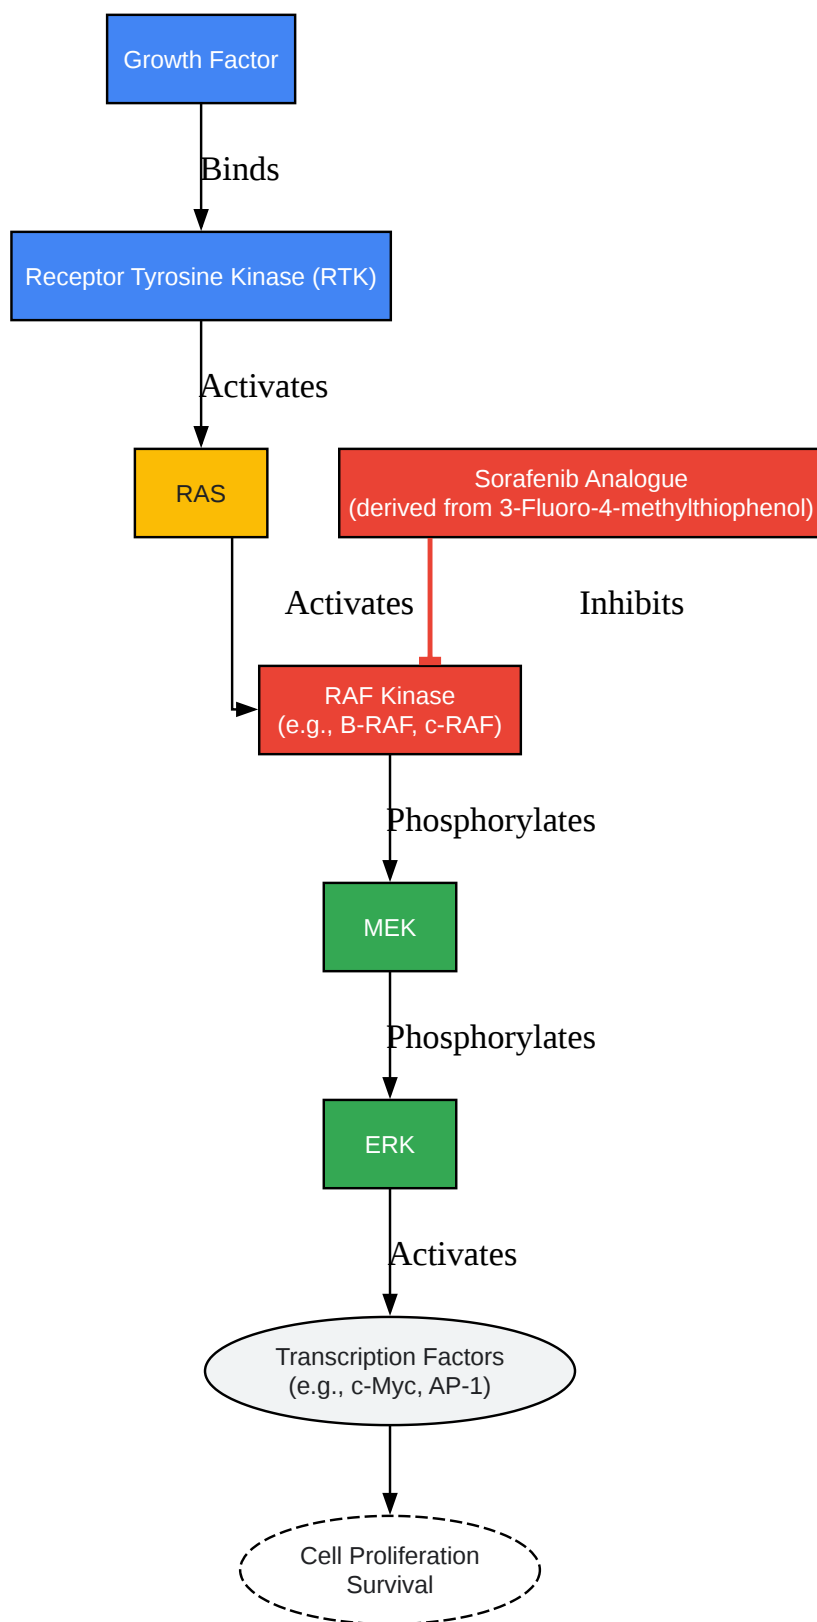 Growth Factor
Binds
Receptor Tyrosine Kinase (RTK)
Activates
RAS
Sorafenib Analogue
(derived from 3-Fluoro-4-methylthiophenol)
Activates
Inhibits
RAF Kinase
(e.g., B-RAF, c-RAF)
Phosphorylates
MEK
Phosphorylates
ERK
Activates
Transcription Factors
(e.g., c-Myc, AP-1)
Cell Proliferation
Survival